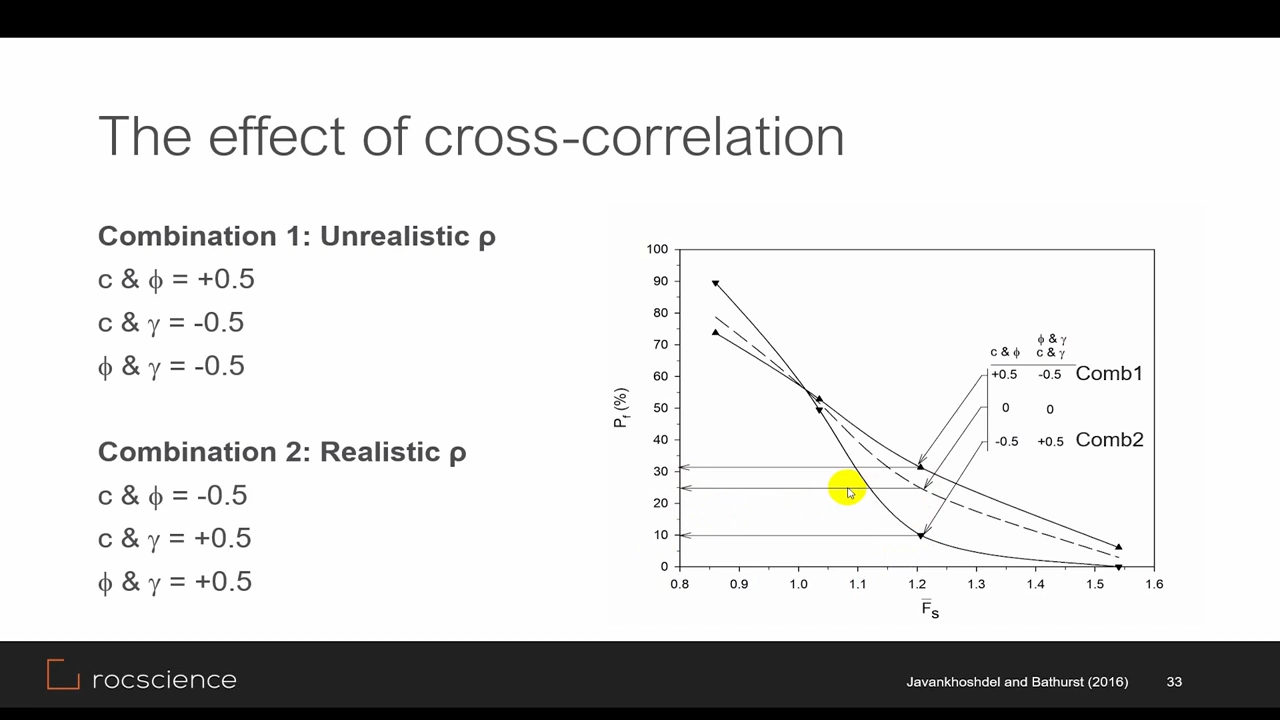 The effect of cross-correlation
Combination 1: Unrealistic ρ
c & ϕ = +0.5
c & γ = -0.5
ϕ & γ = -0.5
Combination 2: Realistic ρ
c & ϕ = -0.5
c & γ = +0.5
ϕ & γ = +0.5
100
90
80
70
60
50
40
30
20
10
0
Pf (%)
0.8 0.9 1.0 1.1 1.2 1.3 1.4 1.5 1.6
F̅s
ϕ & γ
c & ϕ c & γ
+0.5 -0.5 Comb1
0 0
-0.5 +0.5 Comb2
rocscience
Javankhoshdel and Bathurst (2016) 33